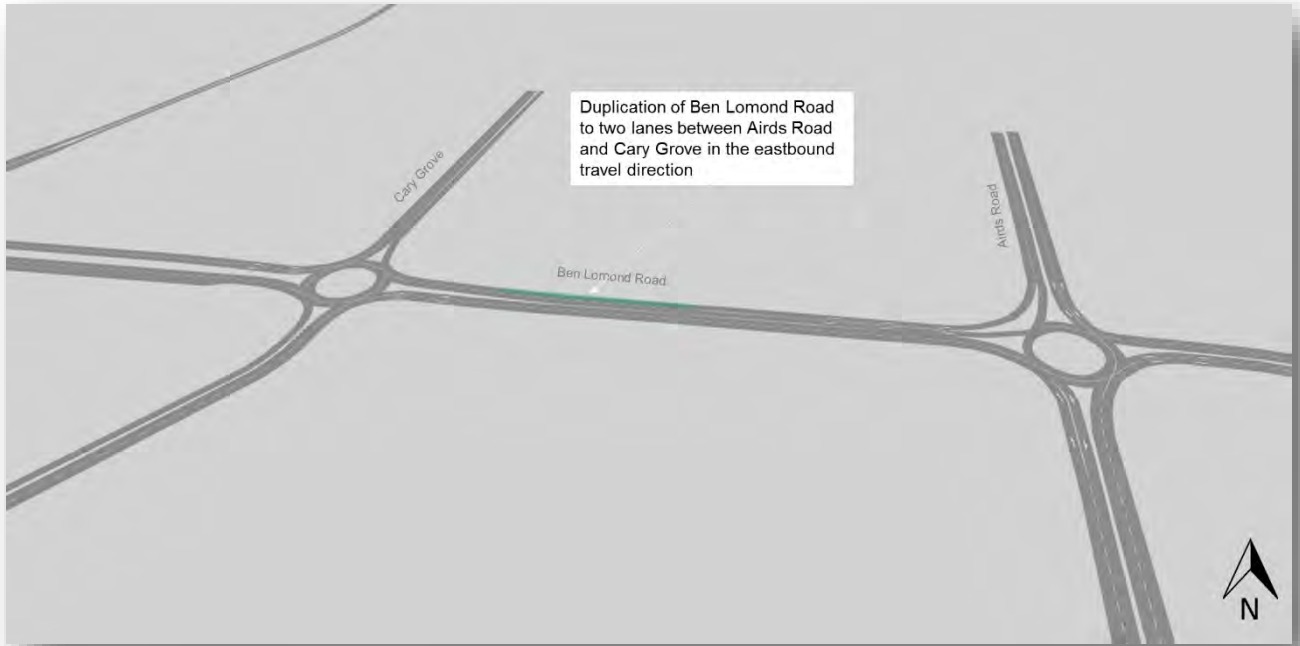 Duplication of Ben Lomond Road
to two lanes between Airds Road
and Cary Grove in the eastbound
travel direction
Cary Grove
Airds Road
Ben Lomond Road
N